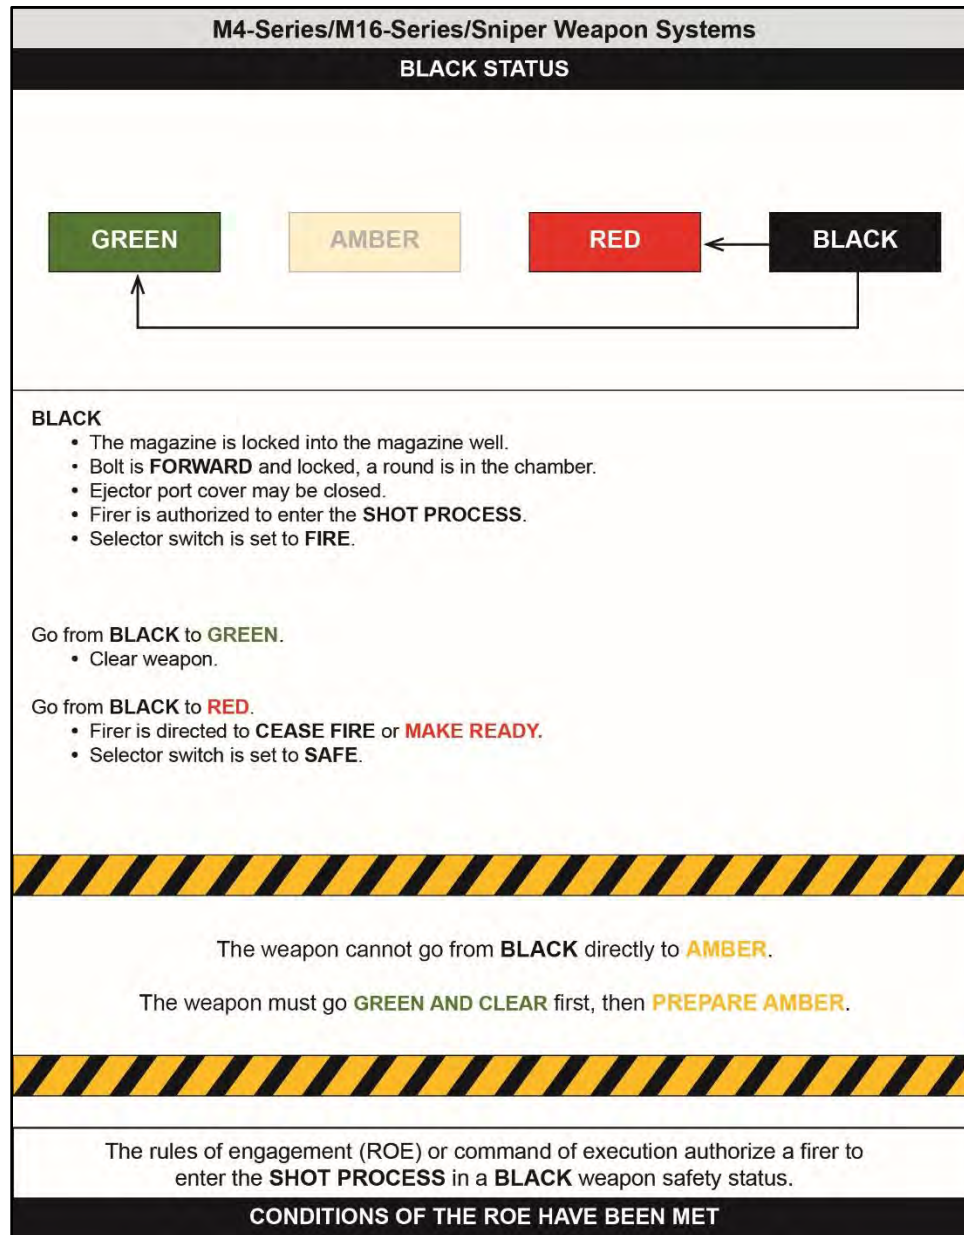 M4-Series/M16-Series/Sniper Weapon Systems
BLACK STATUS
GREEN
AMBER
RED
BLACK
BLACK
• The magazine is locked into the magazine well.
• Bolt is FORWARD and locked, a round is in the chamber.
• Ejector port cover may be closed.
• Firer is authorized to enter the SHOT PROCESS.
• Selector switch is set to FIRE.
Go from BLACK to GREEN.
• Clear weapon.
Go from BLACK to RED.
• Firer is directed to CEASE FIRE or MAKE READY.
• Selector switch is set to SAFE.
The weapon cannot go from BLACK directly to AMBER.
The weapon must go GREEN AND CLEAR first, then PREPARE AMBER.
The rules of engagement (ROE) or command of execution authorize a firer to
enter the SHOT PROCESS in a BLACK weapon safety status.
CONDITIONS OF THE ROE HAVE BEEN MET